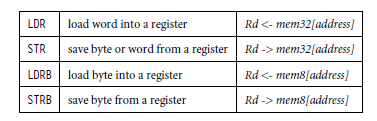 LDR load word into a register Rd <- mem32[address]
STR save byte or word from a register Rd -> mem32[address]
LDRB load byte into a register Rd <- mem8[address]
STRB save byte from a register Rd -> mem8[address]